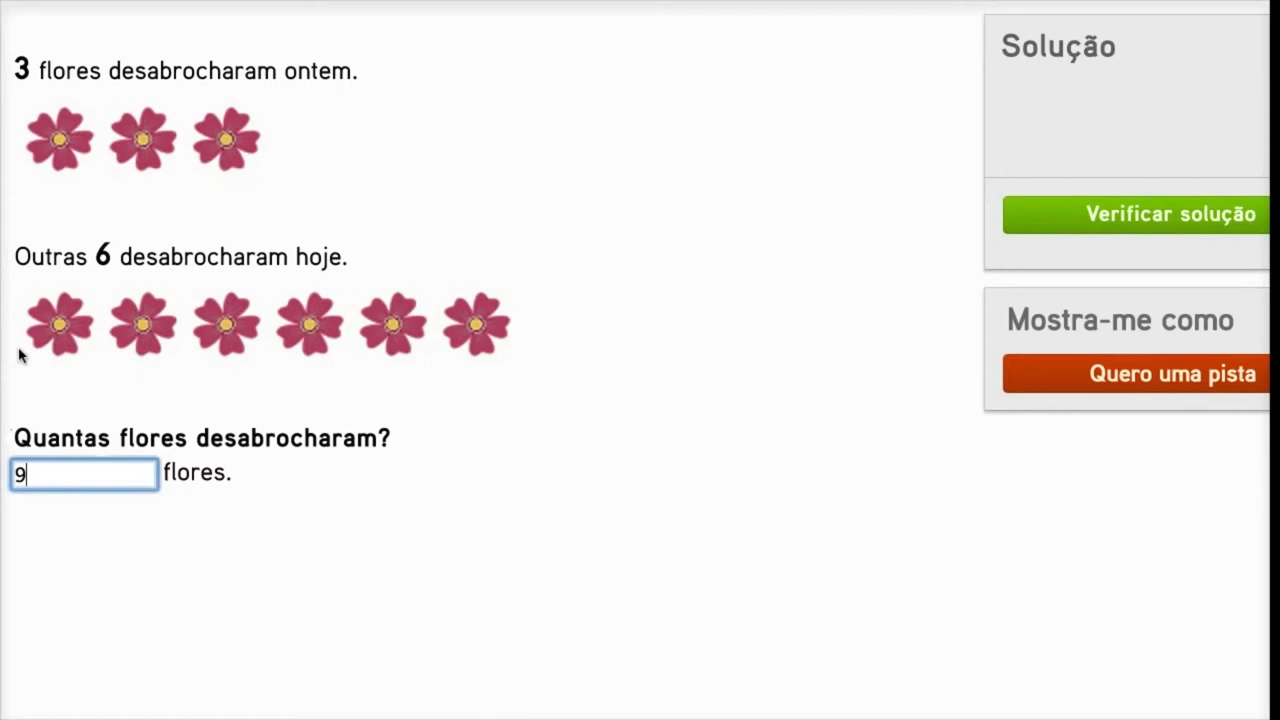 3 flores desabrocharam ontem.
Outras 6 desabrocharam hoje.
Quantas flores desabrocharam?
9 flores.
Solução
Verificar solução
Mostra-me como
Quero uma pista